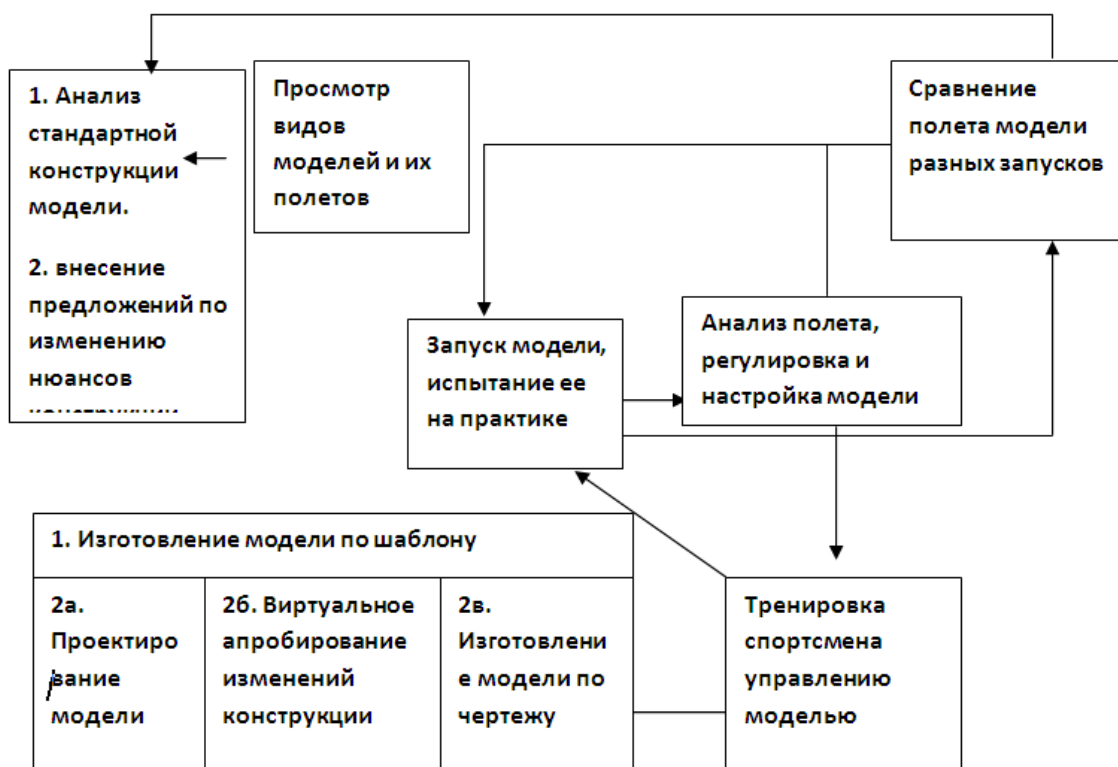 1. Анализ
стандартной
конструкции
модели.
2. внесение
предложений по
изменению
нюансов
Просмотр
видов
моделей и их
полетов
Сравнение
полета модели
разных запусков
Запуск модели,
испытание ее
на практике
Анализ полета,
регулировка и
настройка модели
1. Изготовление модели по шаблону
2а.
Проектиро
вание
модели
2б. Виртуальное
апробирование
изменений
конструкции
2в.
Изготовлени
е модели по
чертежу
Тренировка
спортсмена
управлению
моделью